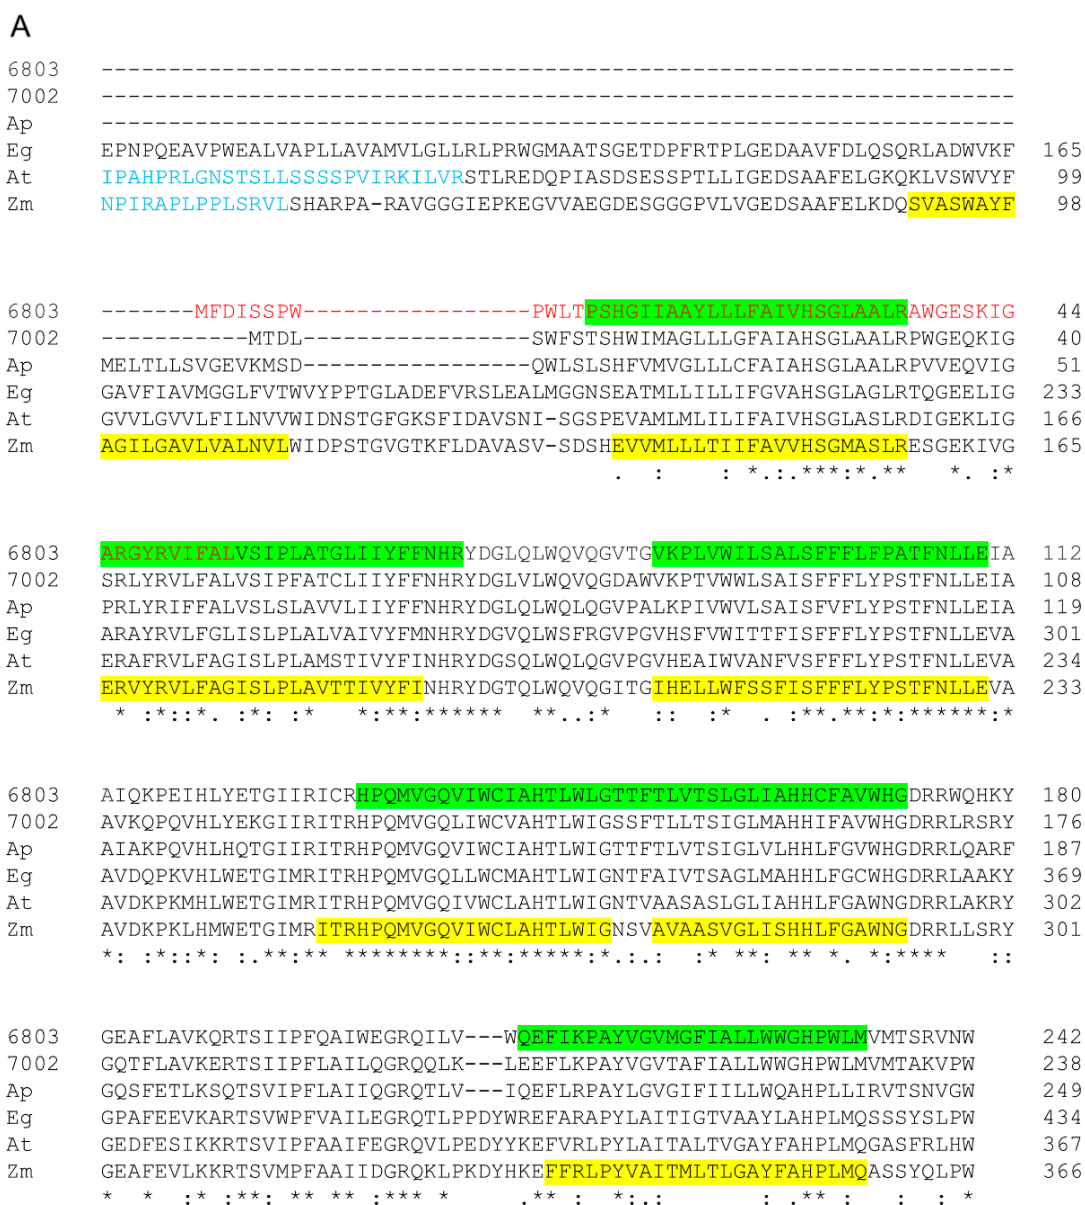 A
6803 -------------------------------------------------------------------- 
7002 --------------------------------------------------------------------
Ap --------------------------------------------------------------------
Eg EPNPQEAVPWEALVAPLLAVAMVLGLLRLPRWGMAATSGETDPFRTPLGEDAAVFDLQSQRLADWVKF 165
At IPAHPRLGNSTSLLSSSSPVIRKILVRSTLREDQPIASDSESSPTLLIGEDSAAFELGKQKLVSWVYF 99
Zm NPIRAPLPPLSRVLSHARPA-RAVGGGIEPKEGVVAEGDESGGGPVLVGEDSAAFELKDQSVASWAYF 98
6803 -------MFDISSPW-----------------PWLTPSHGIIAAYLLLFAIVHSGLAALRAWGESKIG 44
7002 -----------MTDL-----------------SWFSTSHWIMAGLLLGFAIAHSGLAALRPWGEQKIG 40
Ap MELTLLSVGEVKMSD-----------------QWLSLSHFVMVGLLLCFAIAHSGLAALRPVVEQVIG 51
Eg GAVFIAVMGGLFVTWVYPPTGLADEFVRSLEALMGGNSEATMLLILLIFGVAHSGLAGLRTQGEELIG 233
At GVVLGVVLFILNVVWIDNSTGFGKSFIDAVSNI-SGSPEVAMLMLILIFAIVHSGLASLRDIGEKLIG 166
Zm AGILGAVLVALNVLWIDPSTGVGTKFLDAVASV-SDSHEVVMLLLTIIFAVVHSGMASLRESGEKIVG 165
. : : *.:.***:*.** *. :*
6803 ARGYRVIFALVSIPLATGLIIYFFNHRYDGLQLWQVQGVTGVKPLVWILSALSFFFLFPATFNLLEIA 112
7002 SRLYRVLFALVSIPFATCLIIYFFNHRYDGLVLWQVQGDAWVKPTVWWLSAISFFFLYPSTFNLLEIA 108
Ap PRLYRIFFALVSLSLAVVLIIYFFNHRYDGLQLWQLQGVPALKPIVWVLSAISFVFLYPSTFNLLEIA 119
Eg ARAYRVLFGLISLPLALVAIVYFMNHRYDGVQLWSFRGVPGVHSFVWITTFISFFFLYPSTFNLLEVA 301
At ERAFRVLFAGISLPLAMSTIVYFINHRYDGSQLWQLQGVPGVHEAIWVANFVSFFFLYPSTFNLLEVA 234
Zm ERVYRVLFAGISLPLAVTTIVYFINHRYDGTQLWQVQGITGIHELLWFSSFISFFFLYPSTFNLLEVA 233
* :*::*. :*: :* *:**:****** **..:* :: :* . :**.**:*:******:*
6803 AIQKPEIHLYETGIIRICRHPQMVGQVIWCIAHTLWLGTTFTLVTSLGLIAHHCFAVWHGDRRWQHKY 180
7002 AVKQPQVHLYEKGIIRITRHPQMVGQLIWCVAHTLWIGSSFTLLTSIGLMAHHIFAVWHGDRRLRSRY 176
Ap AIAKPQVHLHQTGIIRITRHPQMVGQVIWCIAHTLWIGTTFTLVTSIGLVLHHLFGVWHGDRRLQARF 187
Eg AVDQPKVHLWETGIMRITRHPQMVGQLLWCMAHTLWIGNTFAIVTSAGLMAHHLFGCWHGDRRLAAKY 369
At AVDKPKMHLWETGIMRITRHPQMVGQIVWCLAHTLWIGNTVAASASLGLIAHHLFGAWNGDRRLAKRY 302
Zm AVDKPKLHMWETGIMRITRHPQMVGQVIWCLAHTLWIGNSVAVAASVGLISHHLFGAWNGDRRLLSRY 301
*: :*::*: :.**:** ********::**:*****:*.:.: :* **: ** *. *:**** ::
6803 GEAFLAVKQRTSIIPFQAIWEGRQILV---WQEFIKPAYVGVMGFIALLWWGHPWLMVMTSRVNW 242
7002 GQTFLAVKERTSIIPFLAILQGRQQLK---LEEFLKPAYVGVTAFIALLWWGHPWLMVMTAKVPW 238
Ap GQSFETLKSQTSVIPFLAIIQGRQTLV---IQEFLRPAYLGVGIFIILLWQAHPLLIRVTSNVGW 249
Eg GPAFEEVKARTSVWPFVAILEGRQTLPPDYWREFARAPYLAITIGTVAAYLAHPLMQSSSYSLPW 434
At GEDFESIKKRTSVIPFAAIFEGRQVLPEDYYKEFVRLPYLAITALTVGAYFAHPLMQGASFRLHW 367
Zm GEAFEVLKKRTSVMPFAAIIDGRQKLPKDYHKEFFRLPYVAITMLTLGAYFAHPLMQASSYQLPW 366
* * :* :**: ** ** :*** * .** : *:.: : .** : : : *